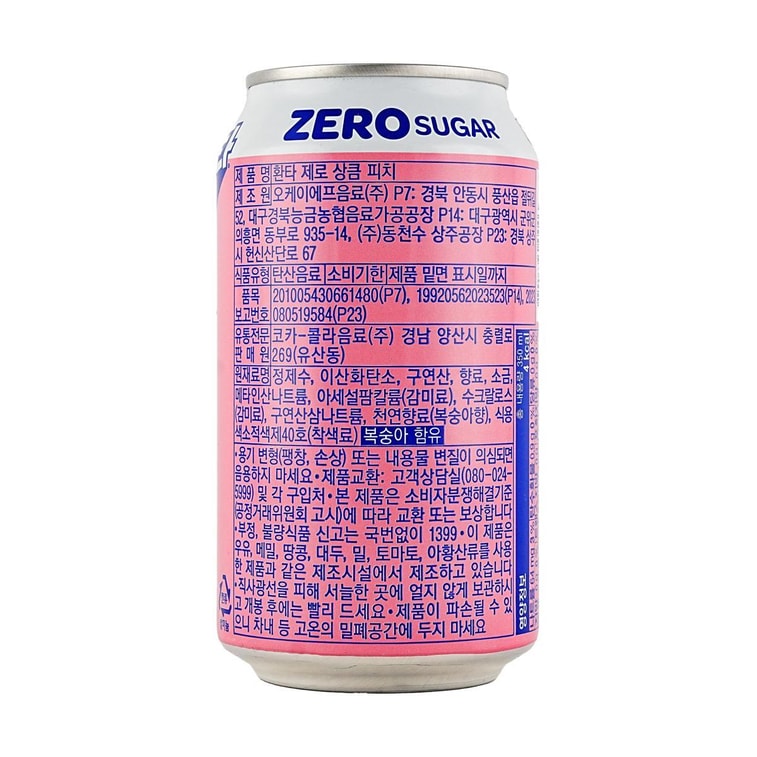 ZERO SUGAR
제 품 명 환타 제로 상큼 피치
제 조 원 오케이에프음료(주) P7: 경북 안동시 풍산읍 절뒤길
52, 대구경북능금농협음료가공공장 P14: 대구광역시 군위군
의흥면 동부로 935-14, (주)동천수 상주공장 P23: 경북 상주
시 헌신산단로 67
식품유형 탄산음료 소비기한 제품 밑면 표시일까지
품목 201005430661480(P7), 19920562023523(P14),
보고번호 080519584(P23)
유통전문 코카-콜라음료(주) 경남 양산시 충렬로
판 매 원 269(유산동)
원재료명 정제수, 이산화탄소, 구연산, 향료, 소금,
메타인산나트륨, 아세설팜칼륨(감미료), 수크랄로스
(감미료), 구연산삼나트륨, 천연향료(복숭아향), 식용
색소적색제40호(착색료) 복숭아 함유
•용기 변형(팽창, 손상) 또는 내용물 변질이 의심되면
음용하지 마세요•제품교환: 고객상담실(080-024-
5999) 및 각 구입처•본 제품은 소비자분쟁해결기준
(공정거래위원회 고시)에 따라 교환 또는 보상합니다
•부정, 불량식품 신고는 국번없이 1399•이 제품은
우유, 메밀, 땅콩, 대두, 밀, 토마토, 아황산류를 사용
한 제품과 같은 제조시설에서 제조하고 있습니다
•직사광선을 피해 서늘한 곳에 얼지 않게 보관하시
고 개봉 후에는 빨리 드세요•제품이 파손될 수 있
으니 차내 등 고온의 밀폐공간에 두지 마세요
영양정보
총 내용량 350 ml
4 kcal